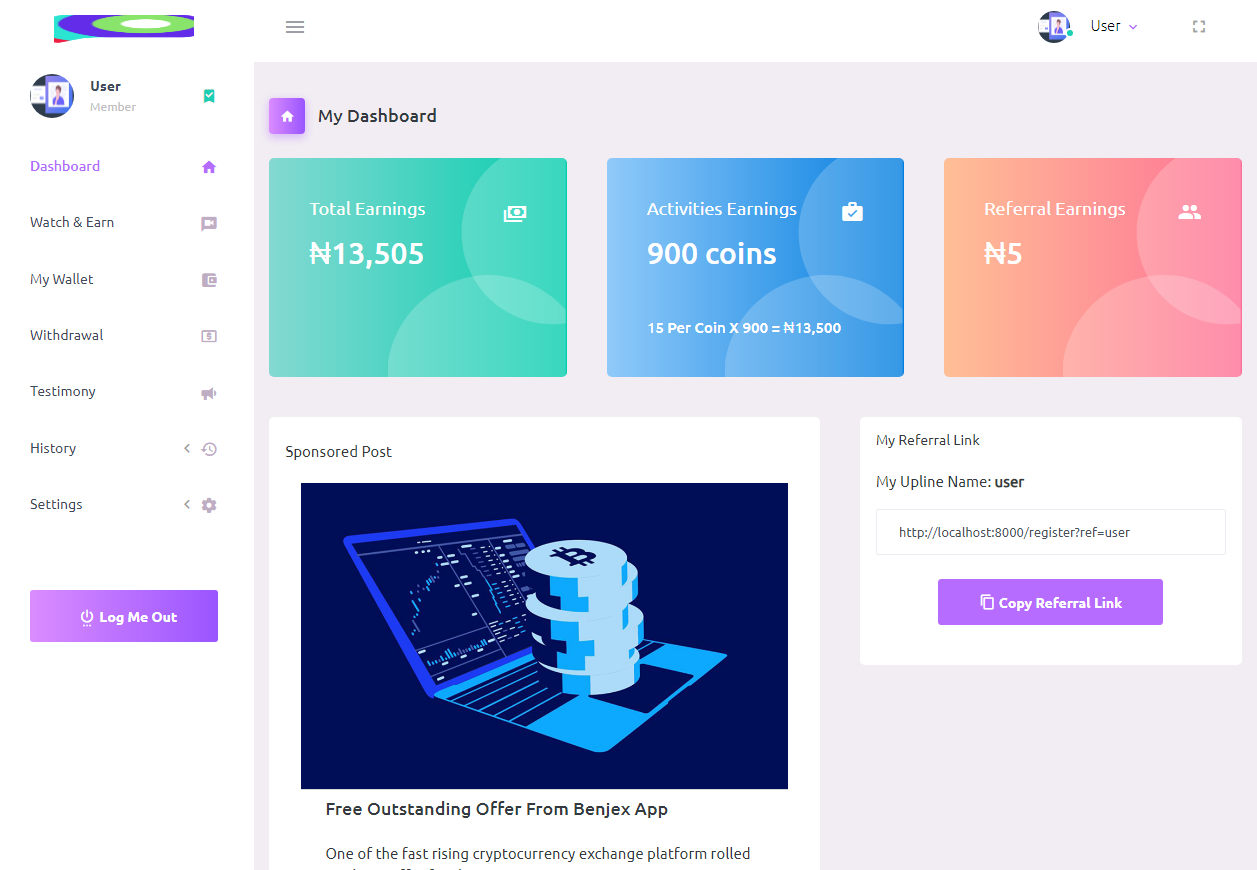 User
User
Member
Dashboard
Watch & Earn
My Wallet
Withdrawal
Testimony
History
Settings
Log Me Out
My Dashboard
Total Earnings
₦13,505
Activities Earnings
900 coins
15 Per Coin X 900 = ₦13,500
Referral Earnings
₦5
Sponsored Post
Free Outstanding Offer From Benjex App
One of the fast rising cryptocurrency exchange platform rolled
My Referral Link
My Upline Name: user
http://localhost:8000/register?ref=user
Copy Referral Link